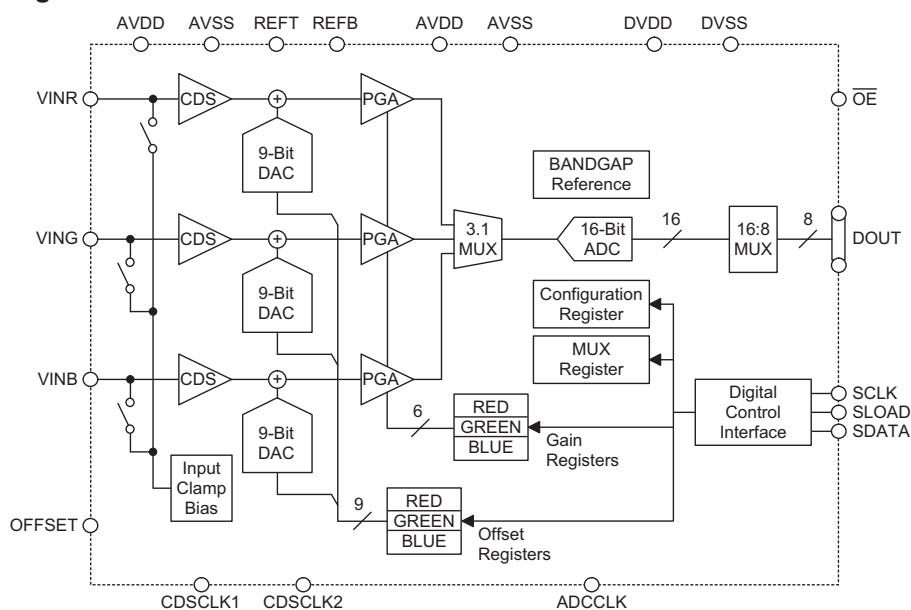 AVDD AVSS REFT REFB AVDD AVSS DVDD DVSS
VINR
CDS
+
PGA
OE
9-Bit
DAC
BANDGAP
Reference
VING
CDS
+
PGA
3.1
MUX
16-Bit
ADC
16
16:8
MUX
8
DOUT
9-Bit
DAC
Configuration
Register
MUX
Register
VINB
CDS
+
PGA
9-Bit
DAC
6
RED
GREEN
BLUE
Gain
Registers
Digital
Control
Interface
SCLK
SLOAD
SDATA
Input
Clamp
Bias
9
RED
GREEN
BLUE
Offset
Registers
OFFSET
CDSCLK1 CDSCLK2 ADCCLK